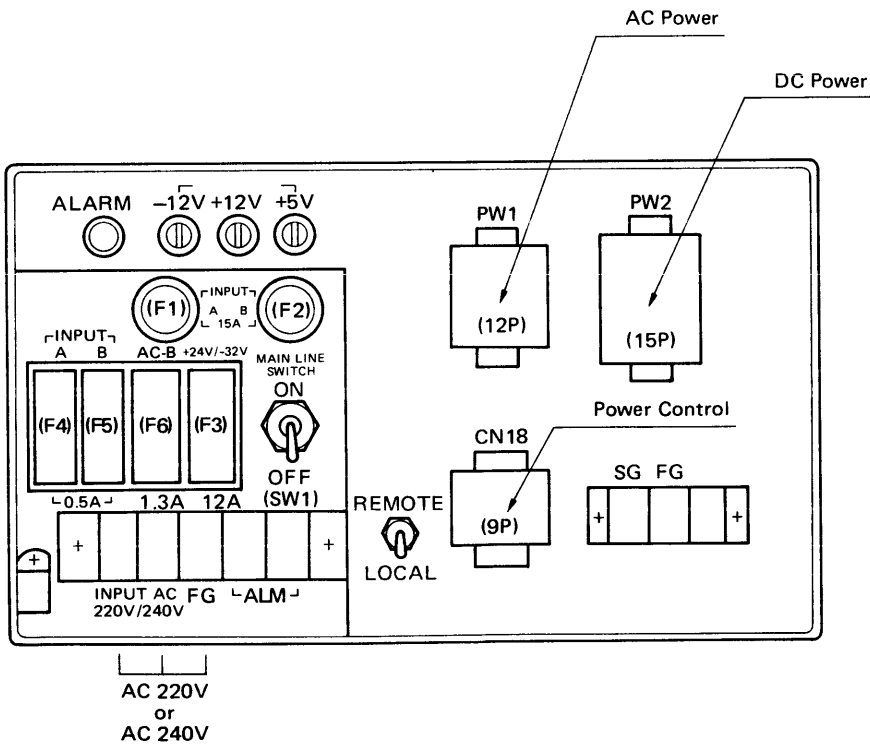 AC Power
DC Power
ALARM -12V +12V +5V
PW1 PW2
(F1) INPUT A B 15A (F2)
(12P) (15P)
INPUT
A B AC-B +24V/-32V
MAIN LINE
SWITCH
ON
(F4) (F5) (F6) (F3)
OFF
0.5A 1.3A 12A (SW1)
Power Control
CN18
SG FG
REMOTE
(9P)
LOCAL
+ +
+ +
+
INPUT AC FG ALM
220V/240V
AC 220V
or
AC 240V